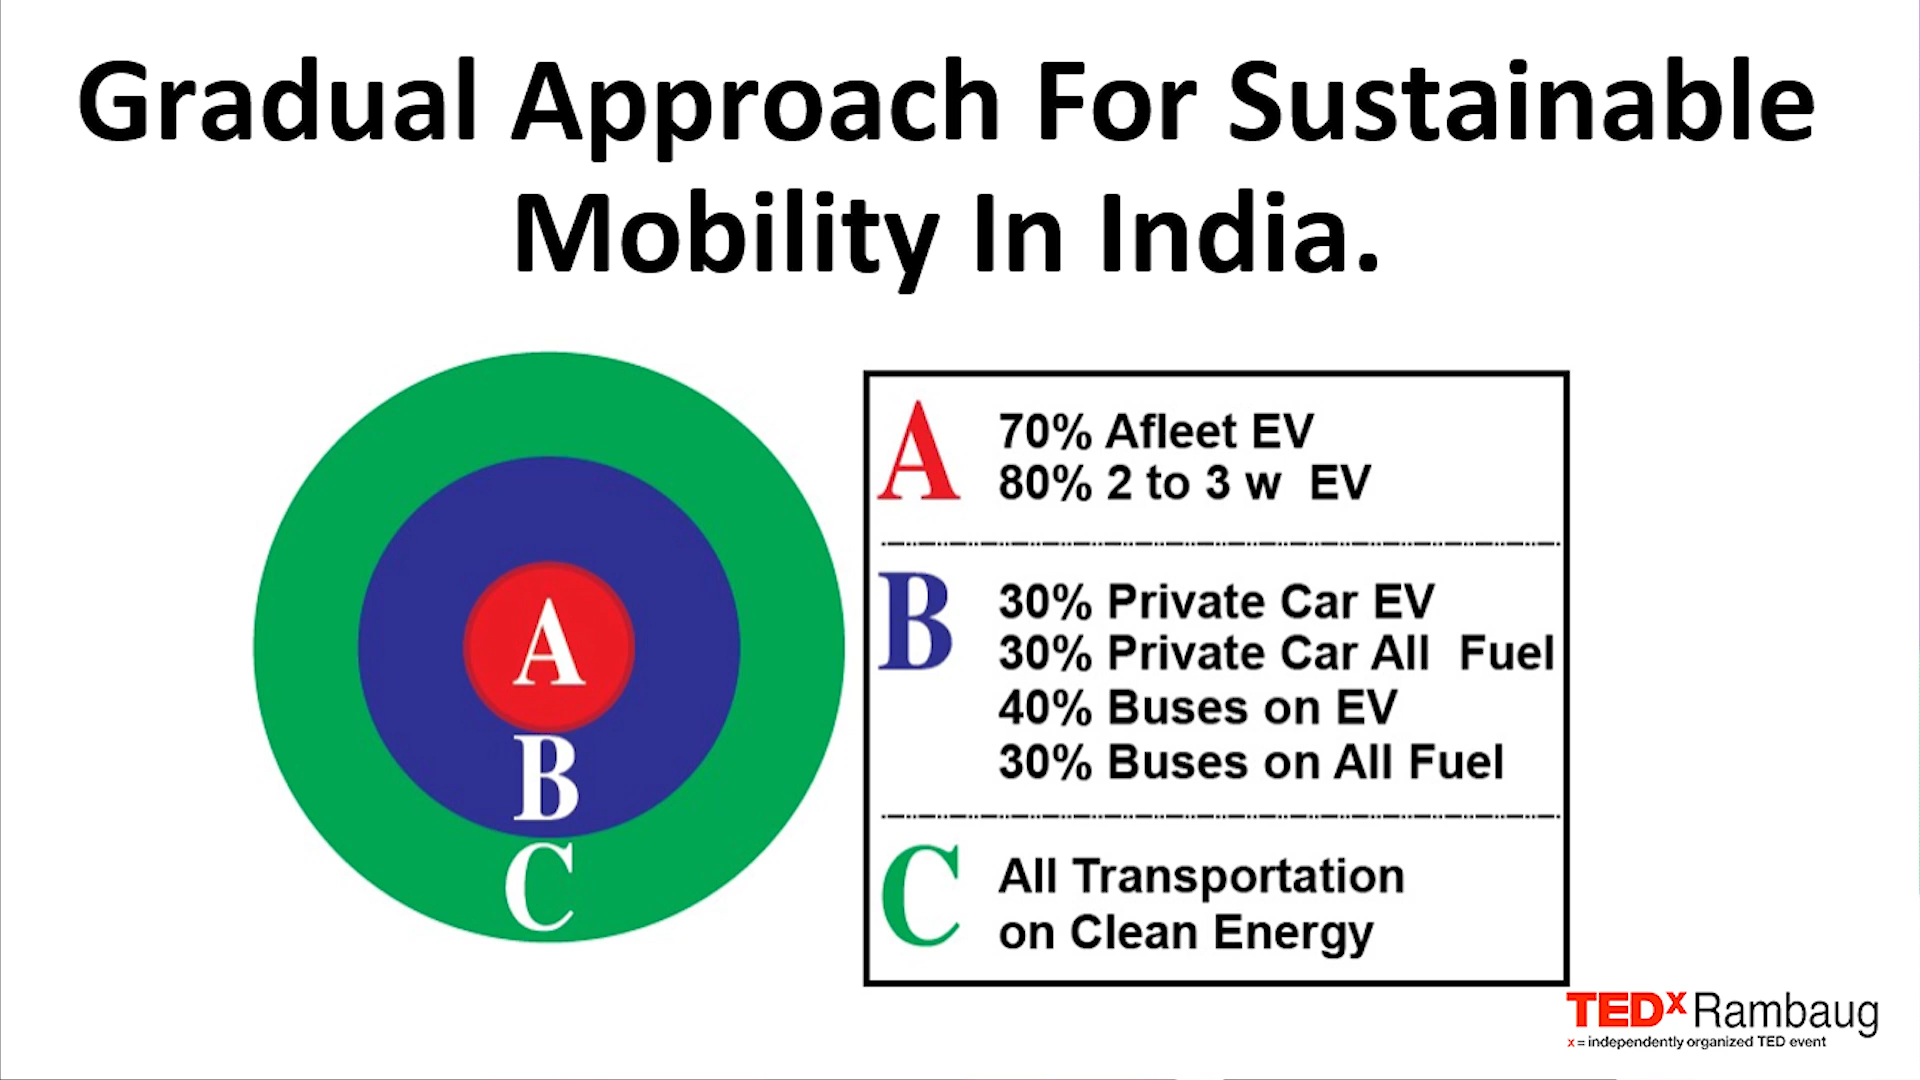 Gradual Approach For Sustainable
Mobility In India.
A
B
C
A
70% Afleet EV
80% 2 to 3 w EV
B
30% Private Car EV
30% Private Car All Fuel
40% Buses on EV
30% Buses on All Fuel
C
All Transportation
on Clean Energy
TEDx Rambaug
x = independently organized TED event